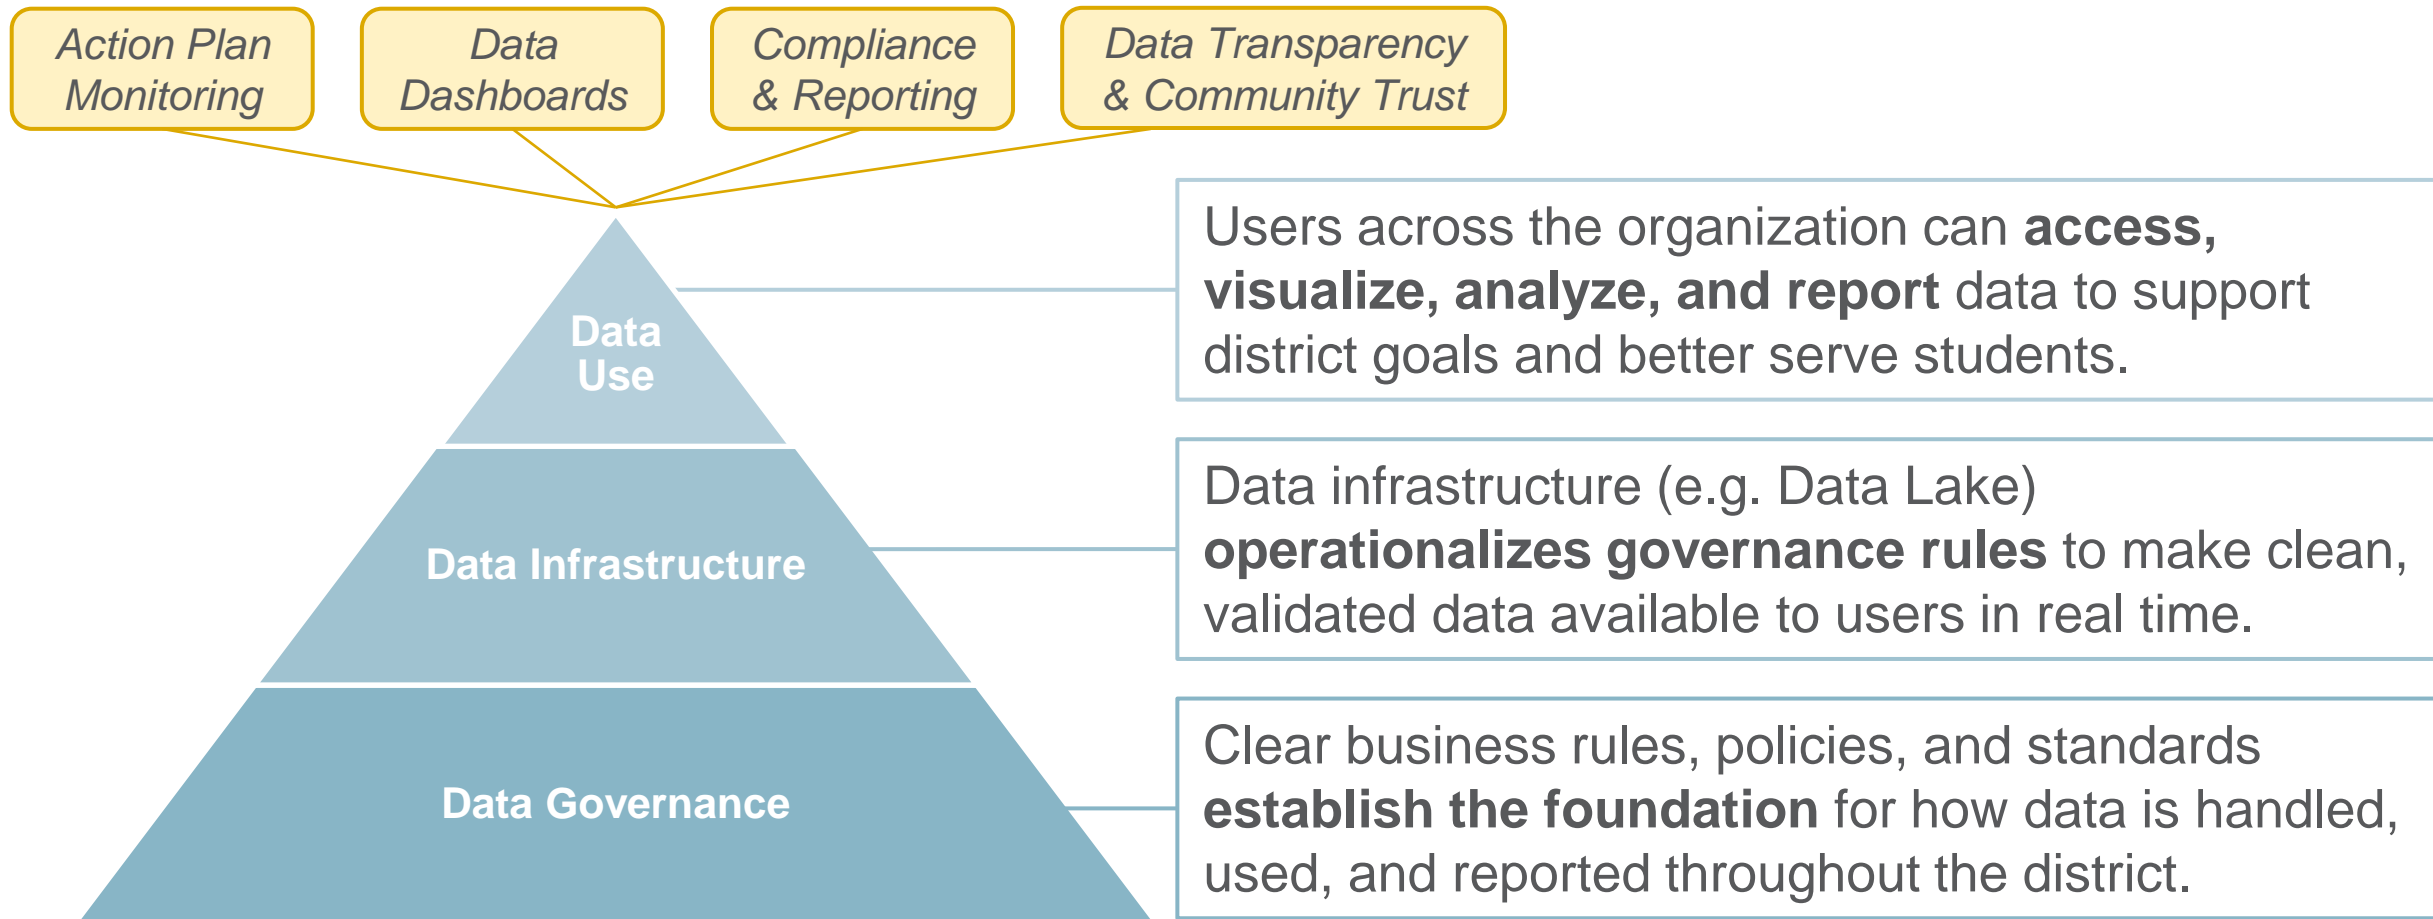 Action Plan
Monitoring
Data
Dashboards
Compliance
& Reporting
Data Transparency
& Community Trust
Data
Use
Users across the organization can access,
visualize, analyze, and report data to support
district goals and better serve students.
Data Infrastructure
Data infrastructure (e.g. Data Lake)
operationalizes governance rules to make clean,
validated data available to users in real time.
Data Governance
Clear business rules, policies, and standards
establish the foundation for how data is handled,
used, and reported throughout the district.